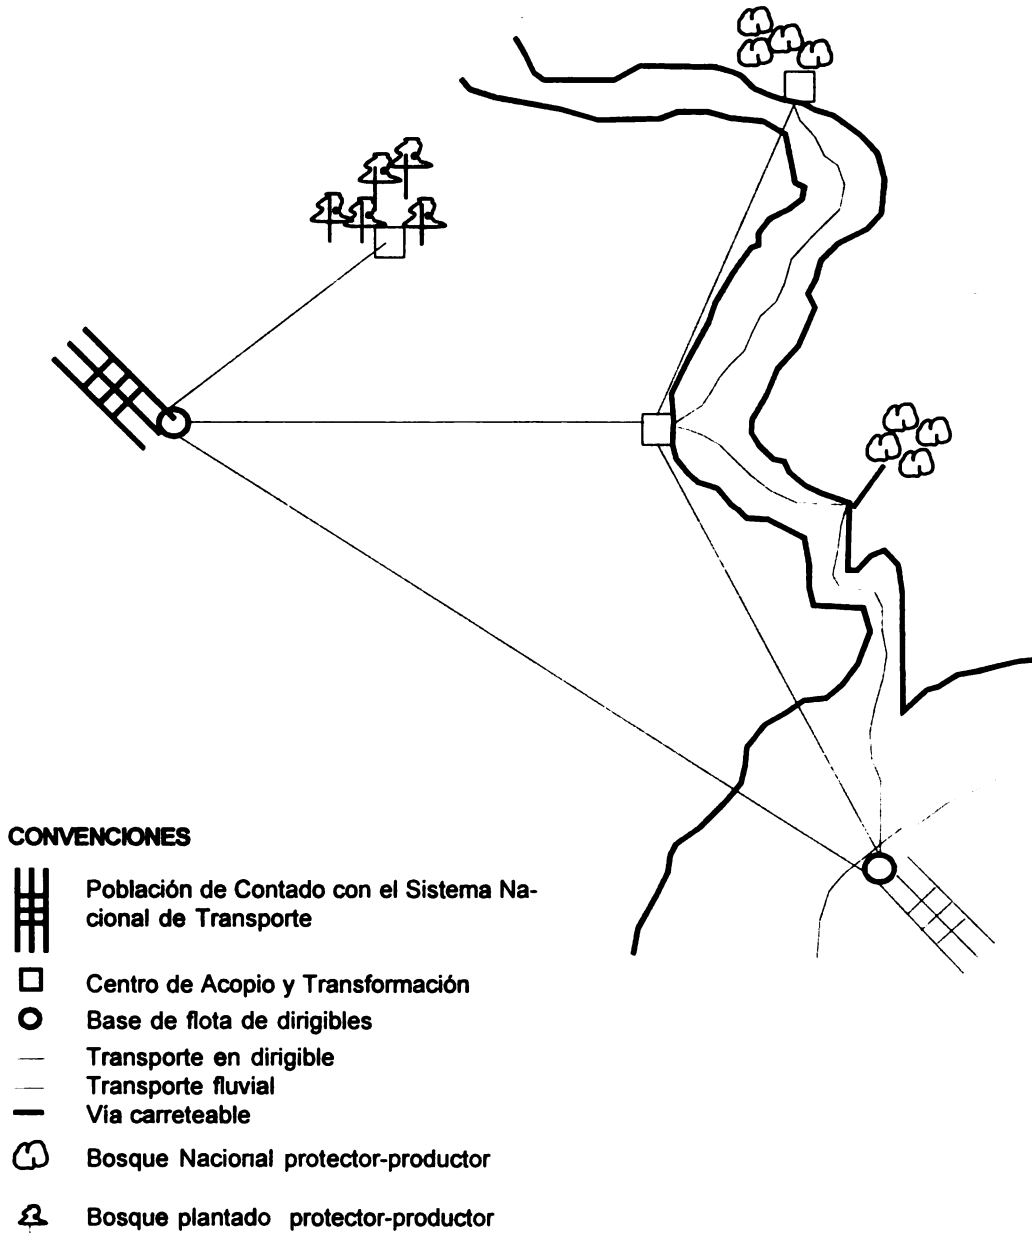 CONVENCIONES
Población de Contado con el Sistema Na-
cional de Transporte
Centro de Acopio y Transformación
Base de flota de dirigibles
Transporte en dirigible
Transporte fluvial
Vía carreteable
Bosque Nacional protector-productor
Bosque plantado protector-productor